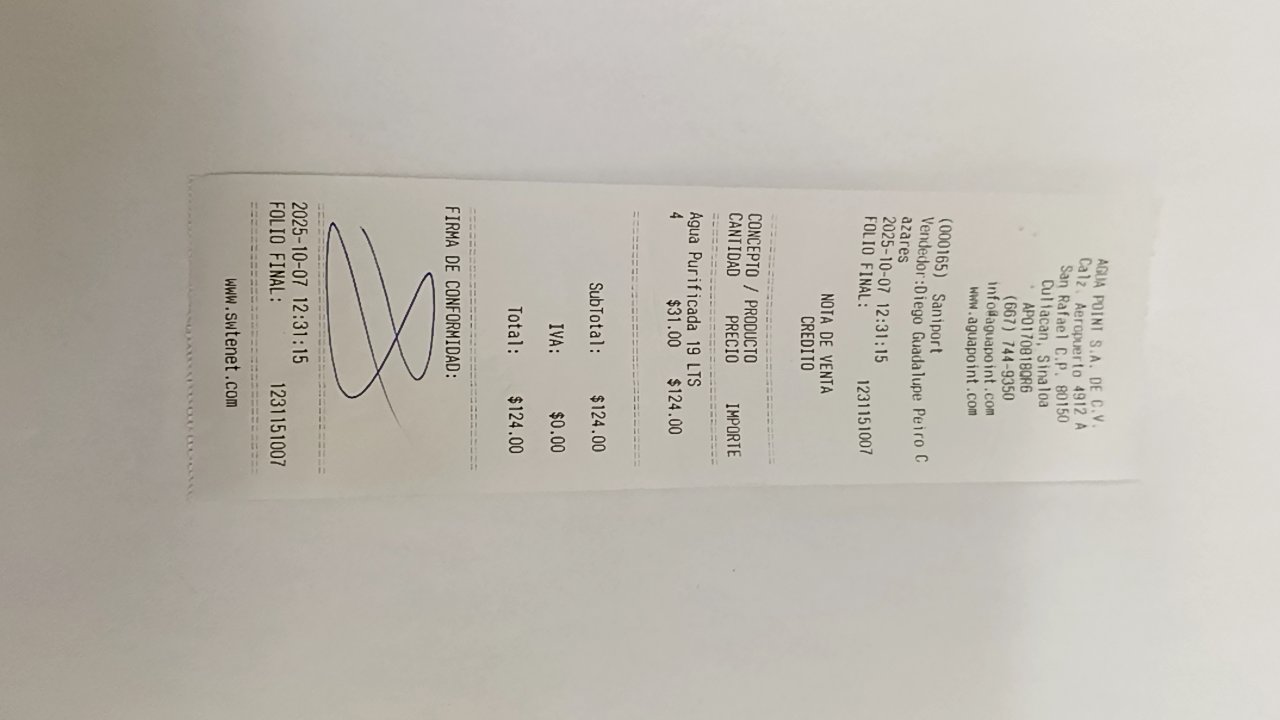 AGUA POINT S.A. DE C.V.
Calz. Aeropuerto 4912 A
San Rafael C.P. 80150
Culiacan, Sinaloa
APO170818QR6
(667) 744-9350
info@aguapoint.com
www.aguapoint.com
(000165) Saniport
Vendedor:Diego Guadalupe Peiro C
azares
2025-10-07 12:31:15
FOLIO FINAL: 1231151007
NOTA DE VENTA
CREDITO
CONCEPTO / PRODUCTO
CANTIDAD PRECIO IMPORTE
Agua Purificada 19 LTS
4 $31.00 $124.00
SubTotal: $124.00
IVA: $0.00
Total: $124.00
FIRMA DE CONFORMIDAD:
2025-10-07 12:31:15
FOLIO FINAL: 1231151007
www.swtenet.com